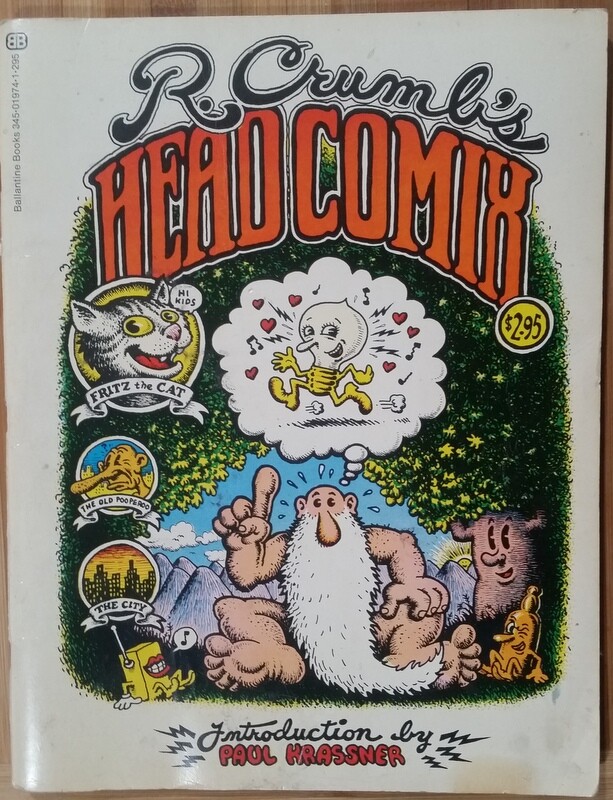 BB
Ballantine Books 345-01974-1-295
R. Crumb's
HEAD COMIX
HI
KIDS
$2.95
FRITZ the CAT
THE OLD POOPEROO
THE CITY
Introduction by
PAUL KRASSNER